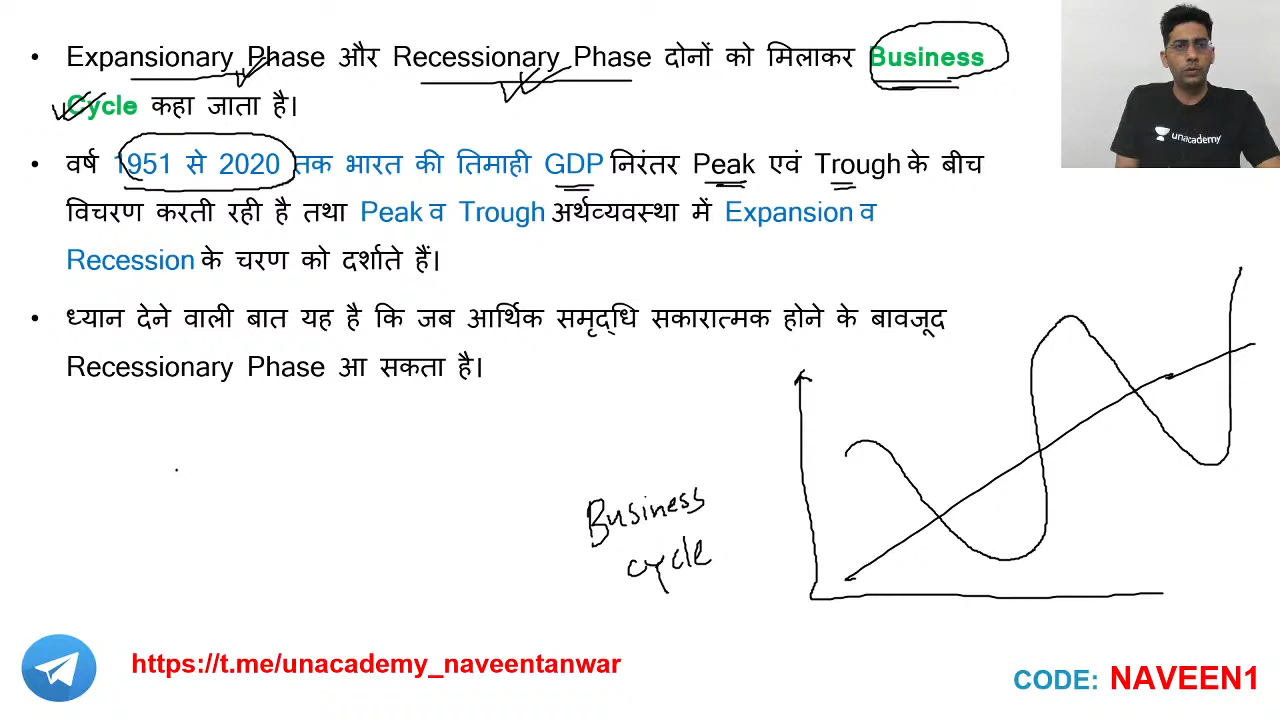 • Expansionary Phase और Recessionary Phase दोनों को मिलाकर Business
Cycle कहा जाता है।
• वर्ष 1951 से 2020 तक भारत की तिमाही GDP निरंतर Peak एवं Trough के बीच
विचरण करती रही है तथा Peak व Trough अर्थव्यवस्था में Expansion व
Recession के चरण को दर्शाते हैं।
• ध्यान देने वाली बात यह है कि जब आर्थिक समृद्धि सकारात्मक होने के बावजूद
Recessionary Phase आ सकता है।
unacademy
Business
cycle
https://t.me/unacademy_naveentanwar
CODE: NAVEEN1